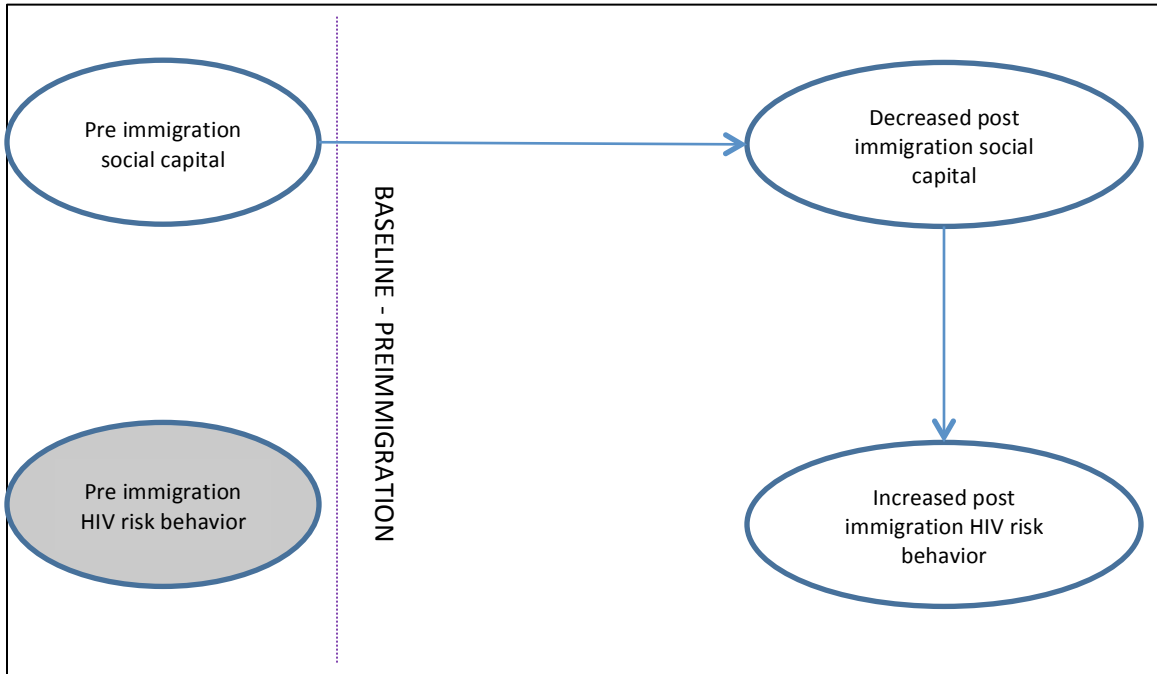 Pre immigration
social capital
Decreased post
immigration social
capital
BASELINE - PREIMMIGRATION
Pre immigration
HIV risk behavior
Increased post
immigration HIV risk
behavior